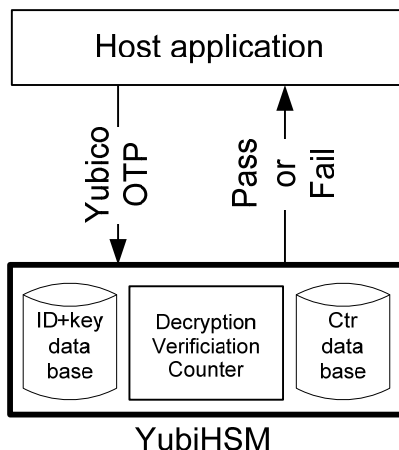 Host application
Yubico
OTP
Pass
or
Fail
ID+key
data
base
Decryption
Verificiation
Counter
Ctr
data
base
YubiHSM